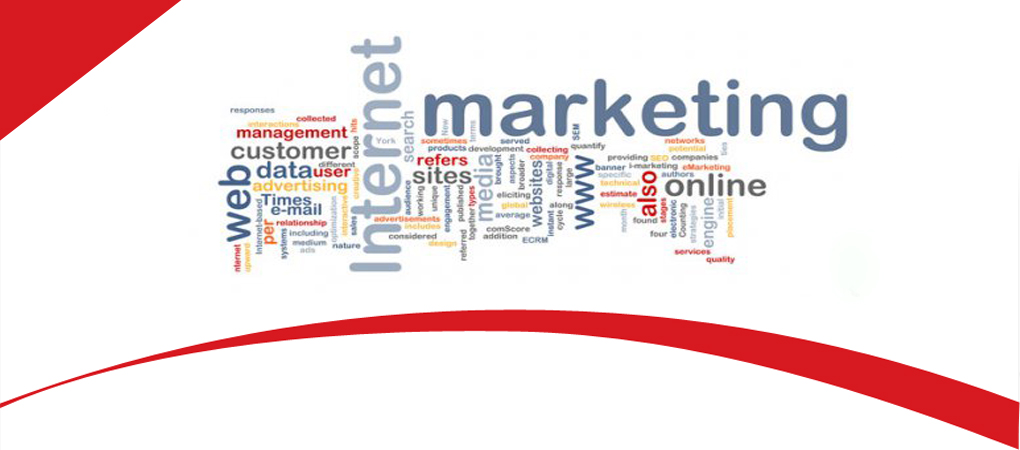 responses
interactions
collected
management
hits
customer
scope
different
data
user
creative
web
advertising
Times
e-mail
Internet-based
per
relationship
systems
including
medium
ads
nature
upward
optimization
interactive
sales
Internet
York
search
New
terms
marketing
SEM
sometimes
served
products
development
collecting
company
quantify
refers
sites
media
brought
aspects
broader
digital
response
large
audience
working
unique
engagement
published
types
together
referred
eliciting
global
average
websites
instant
cycle
along
advertisements
includes
considered
design
comScore
addition
ECRM
www
networks
potential
ties
providing
SEO
companies
banner
i-marketing
eMarketing
specific
authors
technical
estimate
wireless
also
online
month
found
four
stages
electronic
Counting
strategies
engine
initial
placement
services
quality